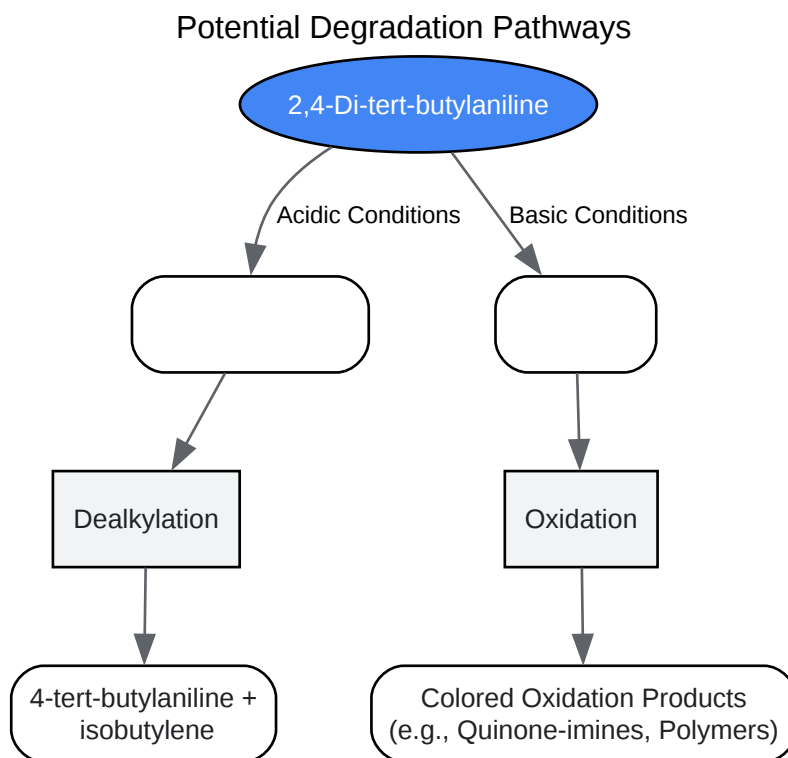 Potential Degradation Pathways
2,4-Di-tert-butylaniline
Acidic Conditions
Basic Conditions
Dealkylation
Oxidation
4-tert-butylaniline +
isobutylene
Colored Oxidation Products
(e.g., Quinone-imines, Polymers)